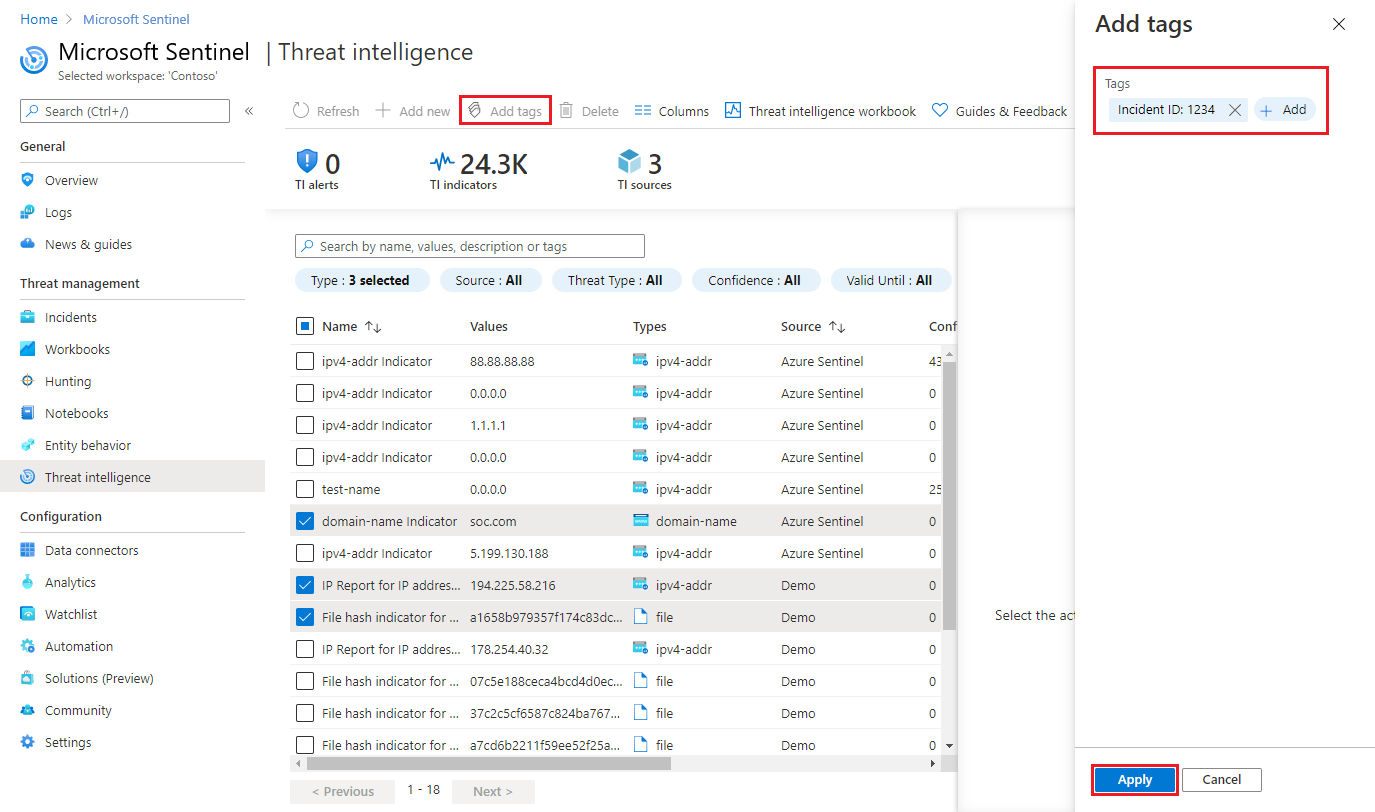 Home > Microsoft Sentinel
Microsoft Sentinel | Threat intelligence
Selected workspace: 'Contoso'
Search (Ctrl+/)
«
General
Overview
Logs
News & guides
Threat management
Incidents
Workbooks
Hunting
Notebooks
Entity behavior
Threat intelligence
Configuration
Data connectors
Analytics
Watchlist
Automation
Solutions (Preview)
Community
Settings
Refresh + Add new Add tags Delete Columns Threat intelligence workbook Guides & Feedback
0 24.3K 3
TI alerts TI indicators TI sources
Search by name, values, description or tags
Type : 3 selected Source : All Threat Type : All Confidence : All Valid Until : All
Name ↑↓ Values Types Source ↑↓ Conf
ipv4-addr Indicator 88.88.88.88 ipv4-addr Azure Sentinel 43
ipv4-addr Indicator 0.0.0.0 ipv4-addr Azure Sentinel 0
ipv4-addr Indicator 1.1.1.1 ipv4-addr Azure Sentinel 0
ipv4-addr Indicator 0.0.0.0 ipv4-addr Azure Sentinel 0
test-name 0.0.0.0 ipv4-addr Azure Sentinel 25
domain-name Indicator soc.com domain-name Azure Sentinel 0
ipv4-addr Indicator 5.199.130.188 ipv4-addr Azure Sentinel 0
IP Report for IP addres... 194.225.58.216 ipv4-addr Demo 0
File hash indicator for ... a1658b979357f174c83dc... file Demo 0
IP Report for IP addres... 178.254.40.32 ipv4-addr Demo 0
File hash indicator for ... 07c5e188ceca4bcd4d0ec... file Demo 0
File hash indicator for ... 37c2c5cf6587c824ba767... file Demo 0
File hash indicator for ... a7cd6b2211f59ee52f25a... file Demo 0
< Previous 1 - 18 Next >
Select the act
Add tags
Tags
Incident ID: 1234 + Add
Apply Cancel